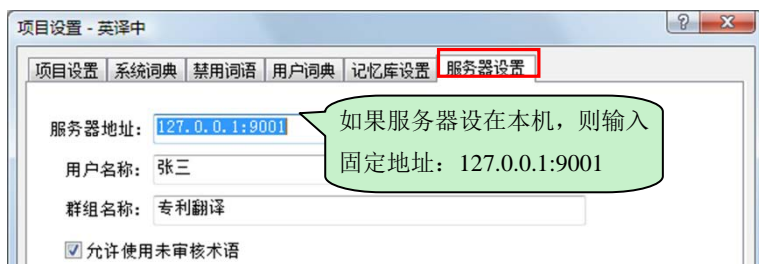 项目设置 - 英译中
项目设置 系统词典 禁用词语 用户词典 记忆库设置 服务器设置
服务器地址: 127.0.0.1:9001
如果服务器设在本机，则输入
固定地址：127.0.0.1:9001
用户名称: 张三
群组名称: 专利翻译
允许使用未审核术语